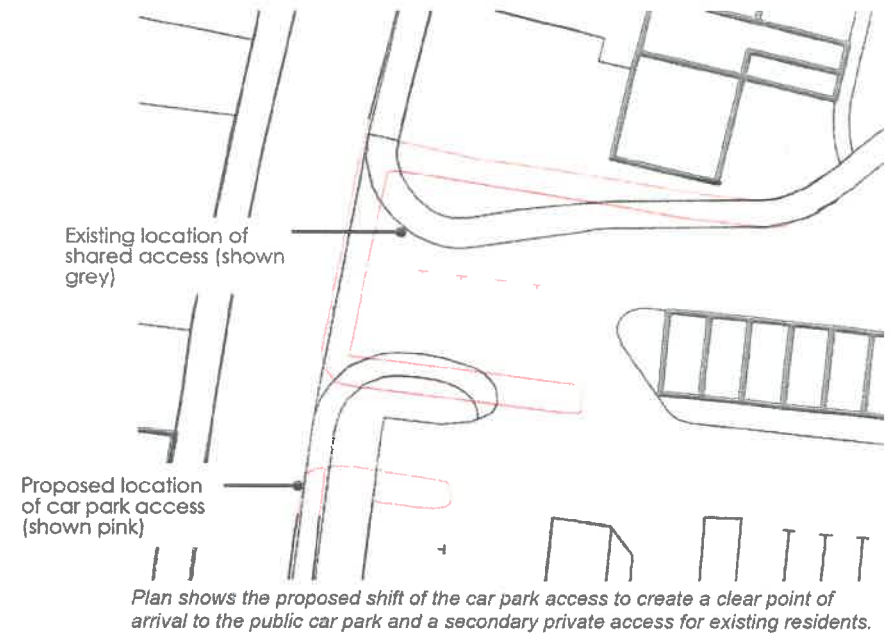 Existing location of
shared access (shown
grey)
Proposed location
of car park access
(shown pink)
Plan shows the proposed shift of the car park access to create a clear point of
arrival to the public car park and a secondary private access for existing residents.